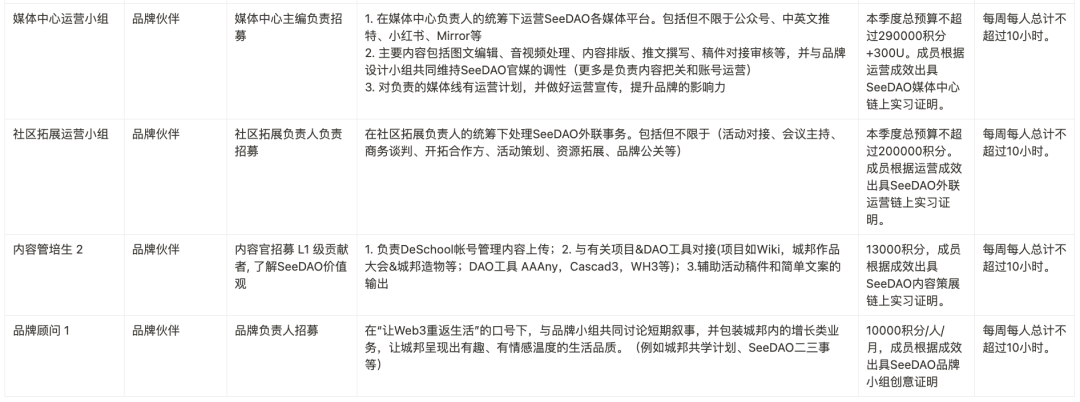 媒体中心运营小组
品牌伙伴
媒体中心主编负责招
募
1. 在媒体中心负责人的统筹下运营SeeDAO各媒体平台。包括但不限于公众号、中英文推
特、小红书、Mirror等
2. 主要内容包括图文编辑、音视频处理、内容排版、推文撰写、稿件对接审核等，并与品牌
设计小组共同维持SeeDAO官媒的调性（更多是负责内容把关和账号运营）
3. 对负责的媒体线有运营计划，并做好运营宣传，提升品牌的影响力
本季度总预算不超
过290000积分
+300U。成员根据
运营成效出具
SeeDAO媒体中心
链上实习证明。
每周每人总计不
超过10小时。
社区拓展运营小组
品牌伙伴
社区拓展负责人负责
招募
在社区拓展负责人的统筹下处理SeeDAO外联事务。包括但不限于（活动对接、会议主持、
商务谈判、开拓合作方、活动策划、资源拓展、品牌公关等）
本季度总预算不超
过200000积分。
成员根据运营成效
出具SeeDAO外联
运营链上实习证
明。
每周每人总计不
超过10小时。
内容管培生 2
品牌伙伴
内容官招募 L1 级贡献
者, 了解SeeDAO价值
观
1. 负责DeSchool帐号管理内容上传；2. 与有关项目&DAO工具对接(项目如Wiki，城邦作品
大会&城邦造物等；DAO工具 AAAny，Cascad3，WH3等)；3.辅助活动稿件和简单文案的
输出
13000积分，成员
根据成效出具
SeeDAO内容策展
链上实习证明。
每周每人总计不
超过10小时。
品牌顾问 1
品牌伙伴
品牌负责人招募
在“让Web3重返生活”的口号下，与品牌小组共同讨论短期叙事，并包装城邦内的增长类业
务，让城邦呈现出有趣、有情感温度的生活品质。（例如城邦共学计划、SeeDAO二三事
等）
10000积分/人/
月，成员根据成效
出具SeeDAO品牌
小组创意证明
每周每人总计不
超过10小时。